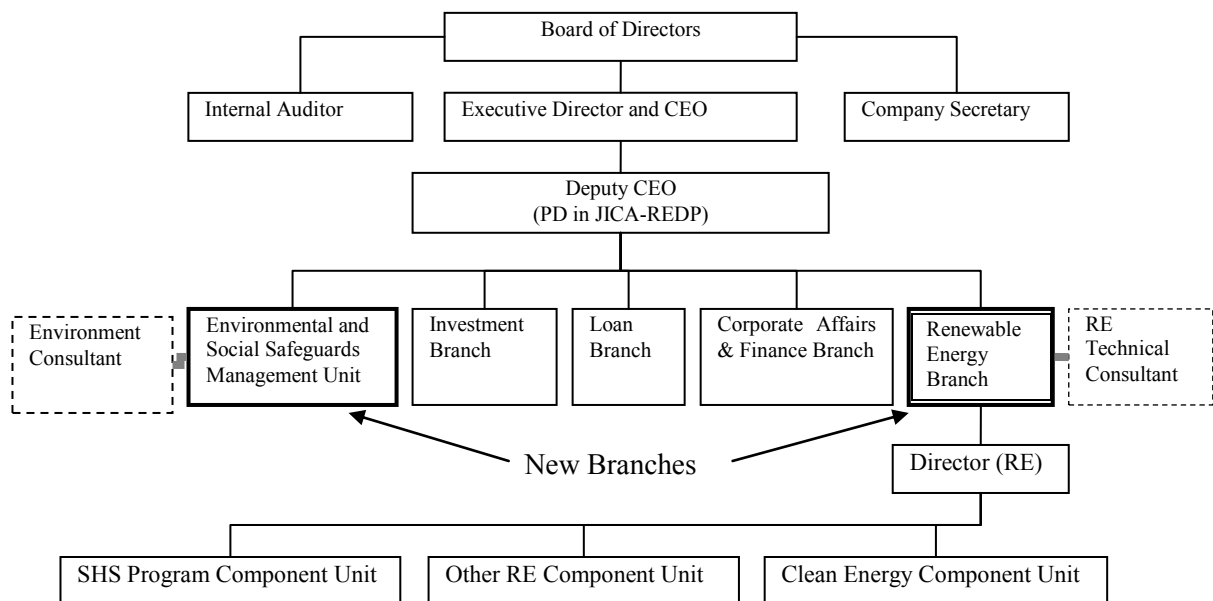 Board of Directors
Internal Auditor
Executive Director and CEO
Company Secretary
Deputy CEO
(PD in JICA-REDP)
Environment
Consultant
Environmental and
Social Safeguards
Management Unit
Investment
Branch
Loan
Branch
Corporate Affairs
& Finance Branch
Renewable
Energy
Branch
RE
Technical
Consultant
New Branches
Director (RE)
SHS Program Component Unit
Other RE Component Unit
Clean Energy Component Unit